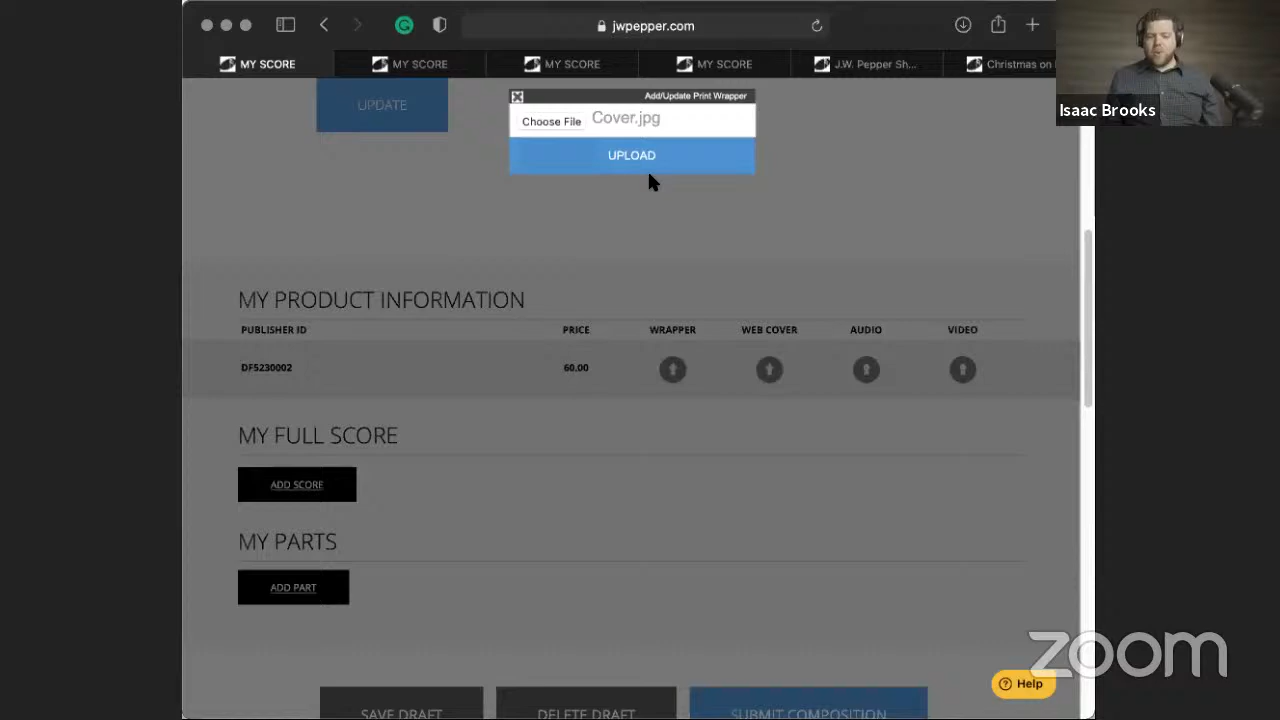 jwpepper.com
MY SCORE
MY SCORE
MY SCORE
MY SCORE
J.W. Pepper Sh...
Christmas on
Isaac Brooks
UPDATE
Add/Update Print Wrapper
Choose File Cover.jpg
UPLOAD
MY PRODUCT INFORMATION
PUBLISHER ID PRICE WRAPPER WEB COVER AUDIO VIDEO
DF5230002 60.00
MY FULL SCORE
ADD SCORE
MY PARTS
ADD PART
zoom
Help
SAVE DRAFT
DELETE DRAFT
SUBMIT COMPOSITION